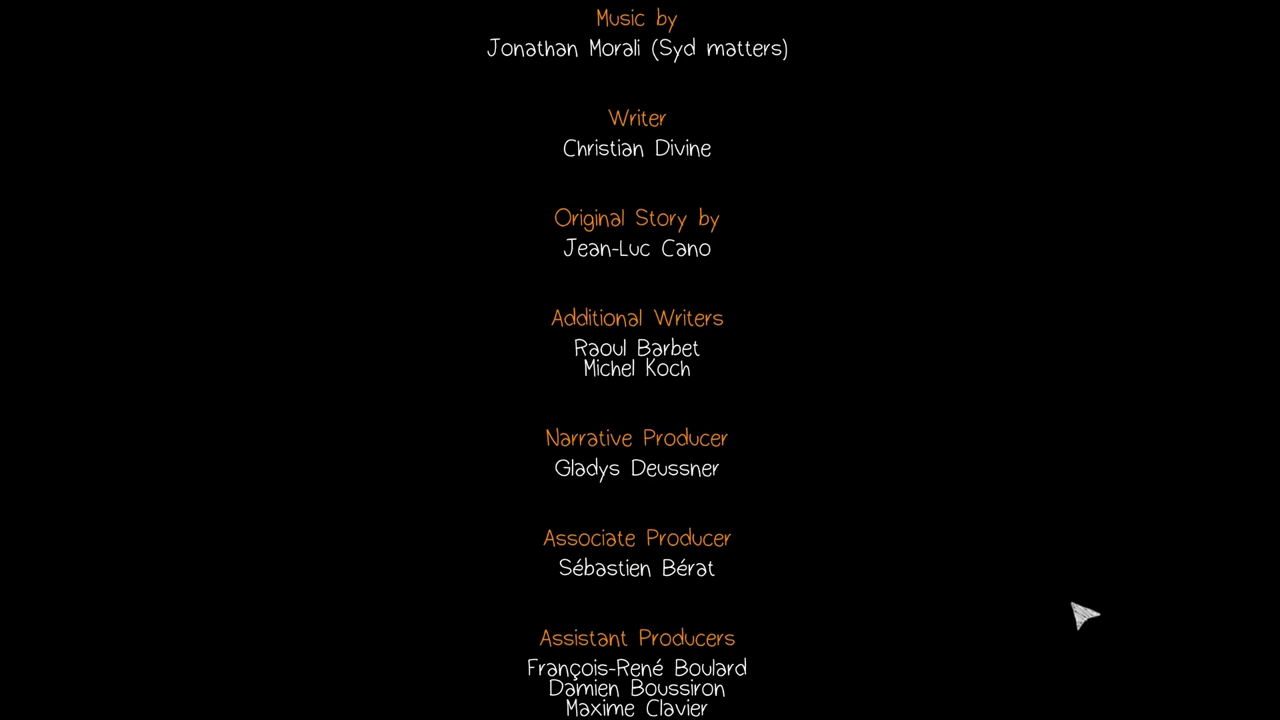 Music by
Jonathan Morali (Syd matters)
Writer
Christian Divine
Original Story by
Jean-Luc Cano
Additional Writers
Raoul Barbet
Michel Koch
Narrative Producer
Gladys Deussner
Associate Producer
Sébastien Bérat
Assistant Producers
François-René Boulard
Damien Boussiron
Maxime Clavier